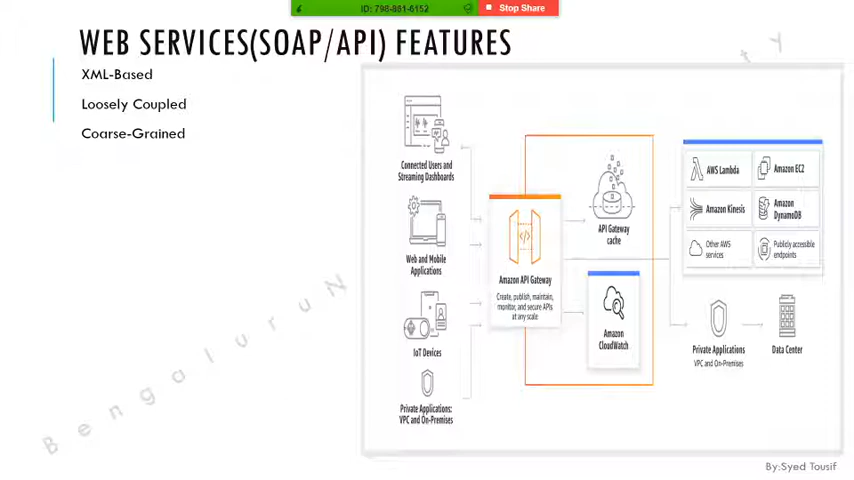 ID: 798-861-6152
Stop Share
WEB SERVICES(SOAP/API) FEATURES
XML-Based
Loosely Coupled
Coarse-Grained
Connected Users and
Streaming Dashboards
Web and Mobile
Applications
IoT Devices
Private Applications:
VPC and On-Premises
Amazon API Gateway
Create, publish, maintain,
monitor, and secure APIs
at any scale
API Gateway
cache
Amazon
CloudWatch
AWS Lambda
Amazon EC2
Amazon Kinesis
Amazon
DynamoDB
Other AWS
services
Publicly accessible
endpoints
Private Applications
VPC and On-Premises
Data Center
Bengaluru N
ty
By:Syed Tousif